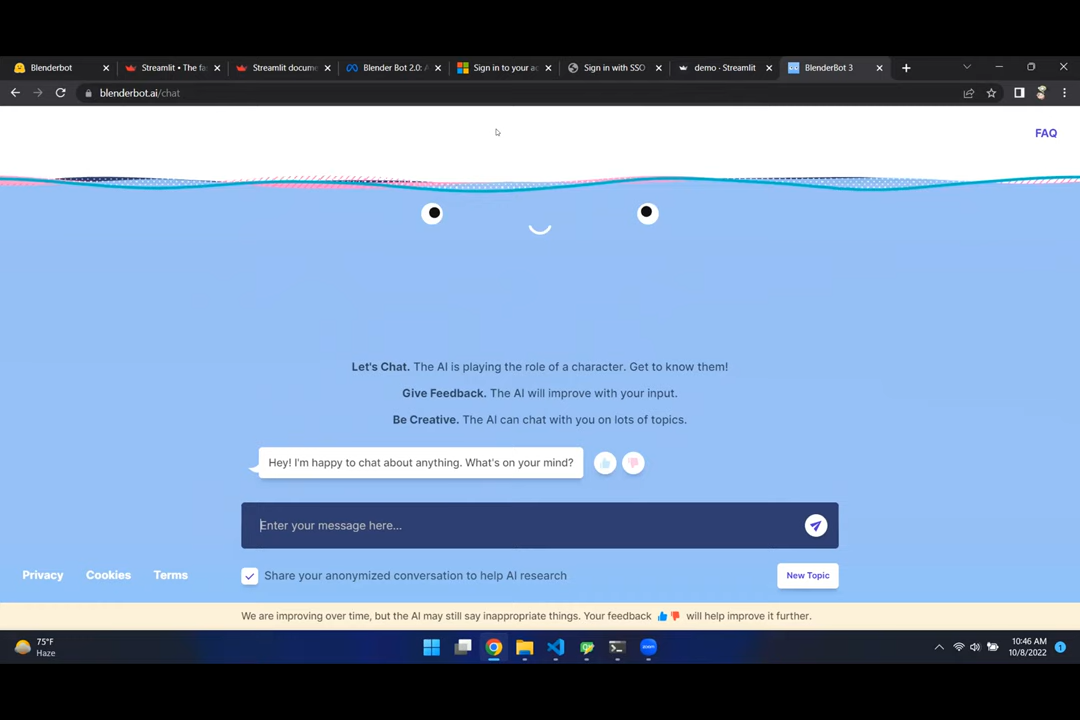 Blenderbot
Streamlit • The fa
Streamlit docume
Blender Bot 2.0: A
Sign in to your ac
Sign in with SSO
demo - Streamlit
BlenderBot 3
blenderbot.ai/chat
FAQ
Let's Chat. The AI is playing the role of a character. Get to know them!
Give Feedback. The AI will improve with your input.
Be Creative. The AI can chat with you on lots of topics.
Hey! I'm happy to chat about anything. What's on your mind?
Enter your message here...
Privacy Cookies Terms
Share your anonymized conversation to help AI research
New Topic
We are improving over time, but the AI may still say inappropriate things. Your feedback will help improve it further.
75°F
Haze
zoom
10:46 AM
10/8/2022
1